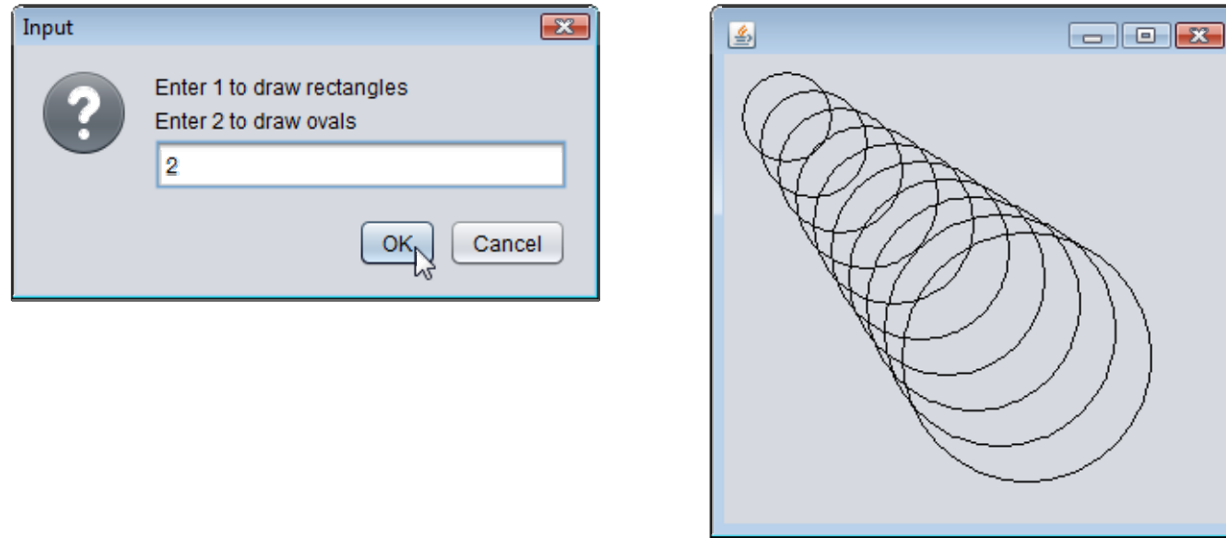 Input
Enter 1 to draw rectangles
Enter 2 to draw ovals
2
OK
Cancel